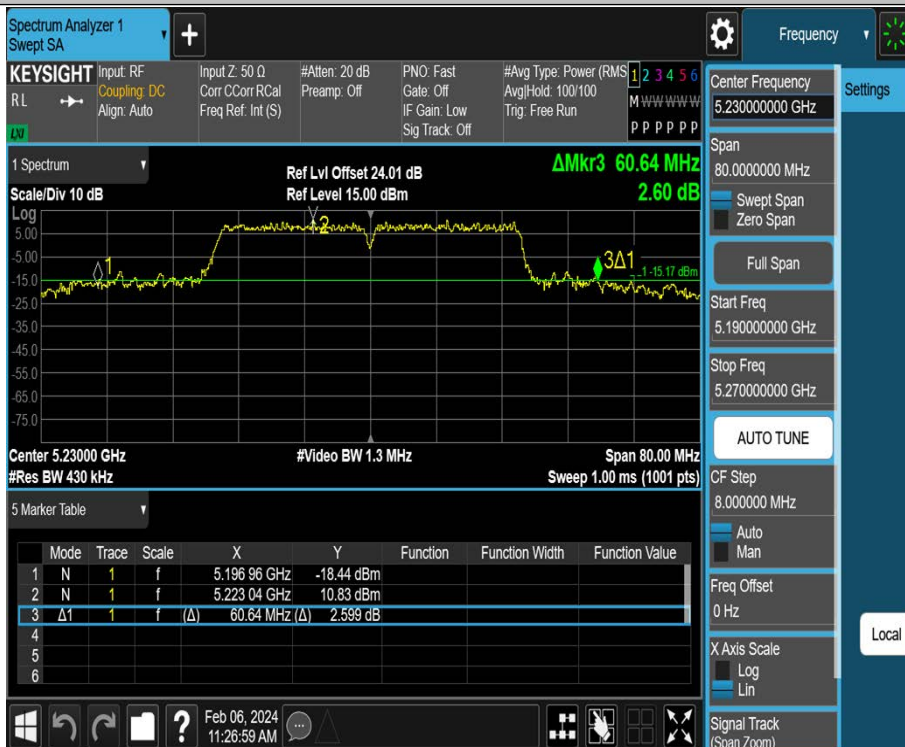 Spectrum Analyzer 1
Swept SA
+
Frequency
KEYSIGHT
RL
LXI
Input: RF
Coupling: DC
Align: Auto
Input Z: 50 Ω
Corr CCorr RCal
Freq Ref: Int (S)
#Atten: 20 dB
Preamp: Off
PNO: Fast
Gate: Off
IF Gain: Low
Sig Track: Off
#Avg Type: Power (RMS
Avg|Hold: 100/100
Trig: Free Run
1 2 3 4 5 6
M W W W W W
P P P P P P
1 Spectrum
Scale/Div 10 dB
Ref Lvl Offset 24.01 dB
Ref Level 15.00 dBm
ΔMkr3 60.64 MHz
2.60 dB
Log
5.00
-5.00
-15.0
-25.0
-35.0
-45.0
-55.0
-65.0
-75.0
1
2
3Δ1
1 -15.17 dBm
Center 5.23000 GHz
#Res BW 430 kHz
#Video BW 1.3 MHz
Span 80.00 MHz
Sweep 1.00 ms (1001 pts)
5 Marker Table
Mode Trace Scale X Y Function Function Width Function Value
1 N 1 f 5.196 96 GHz -18.44 dBm
2 N 1 f 5.223 04 GHz 10.83 dBm
3 Δ1 1 f (Δ) 60.64 MHz (Δ) 2.599 dB
4
5
6
?
Feb 06, 2024
11:26:59 AM
Center Frequency
5.230000000 GHz
Span
80.0000000 MHz
Swept Span
Zero Span
Full Span
Start Freq
5.190000000 GHz
Stop Freq
5.270000000 GHz
AUTO TUNE
CF Step
8.000000 MHz
Auto
Man
Freq Offset
0 Hz
X Axis Scale
Log
Lin
Signal Track
(Span Zoom)
Settings
Local